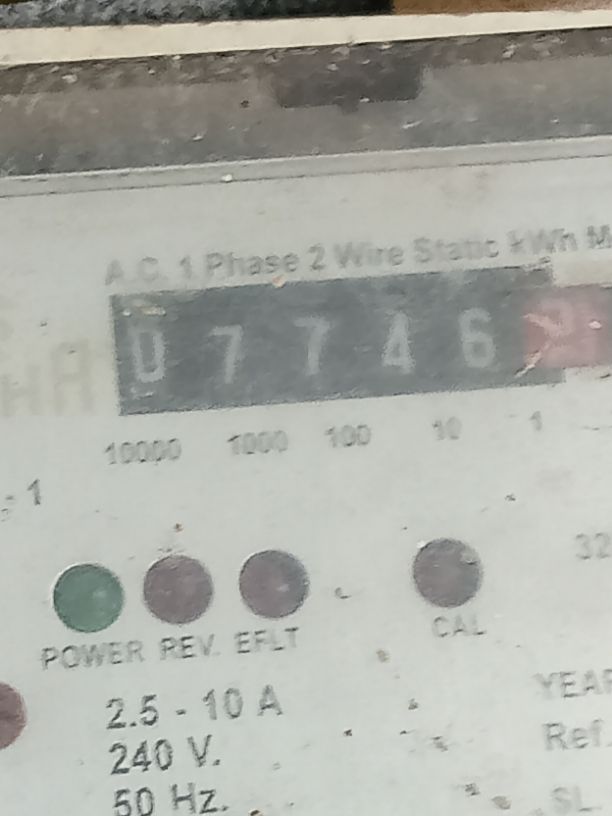 A.C. 1 Phase 2 Wire Static kWh M
0 7 7 4 6
10000 1000 100 10 1
32
POWER REV. EFLT CAL
2.5 - 10 A
240 V.
50 Hz.
YEAR
Ref.
SL.